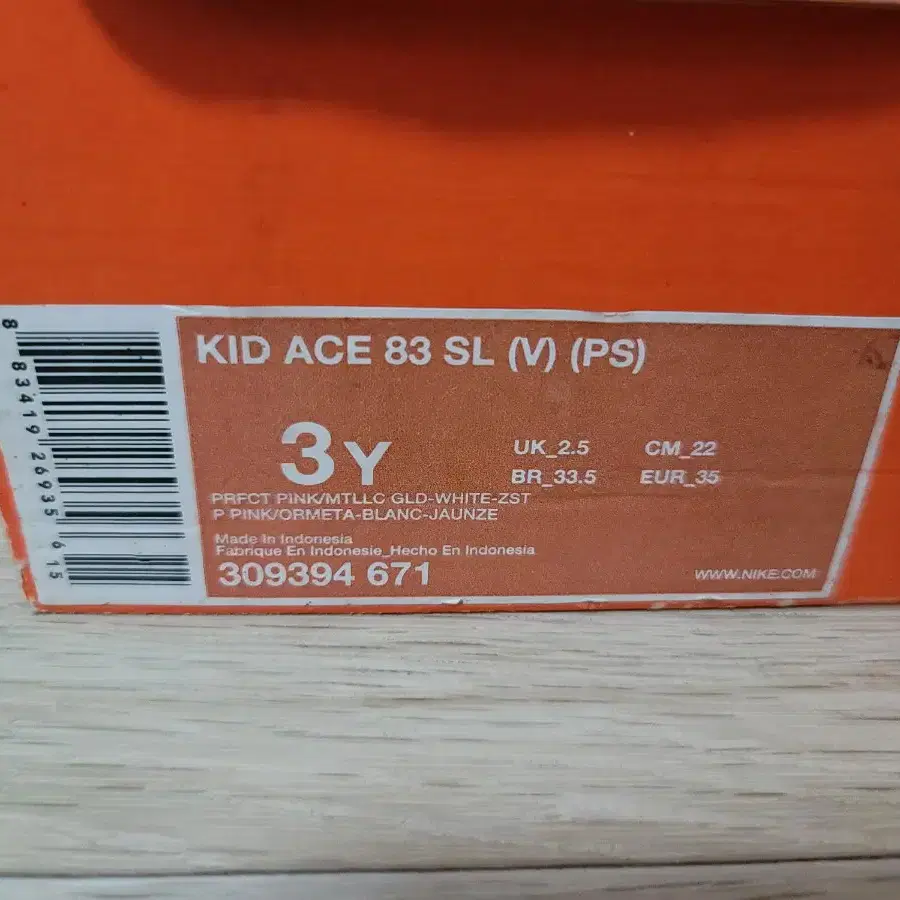 8 83419 26935 615
KID ACE 83 SL (V) (PS)
3Y
UK_2.5 CM_22
BR_33.5 EUR_35
PRFCT PINK/MTLLC GLD-WHITE-ZST
P PINK/ORMETA-BLANC-JAUNZE
Made In Indonesia
Fabrique En Indonesie_Hecho En Indonesia
309394 671
WWW.NIKE.COM